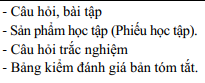 - Câu hỏi, bài tập
- Sản phẩm học tập (Phiếu học tập).
- Câu hỏi trắc nghiệm
- Bảng kiểm đánh giá bản tóm tắt.